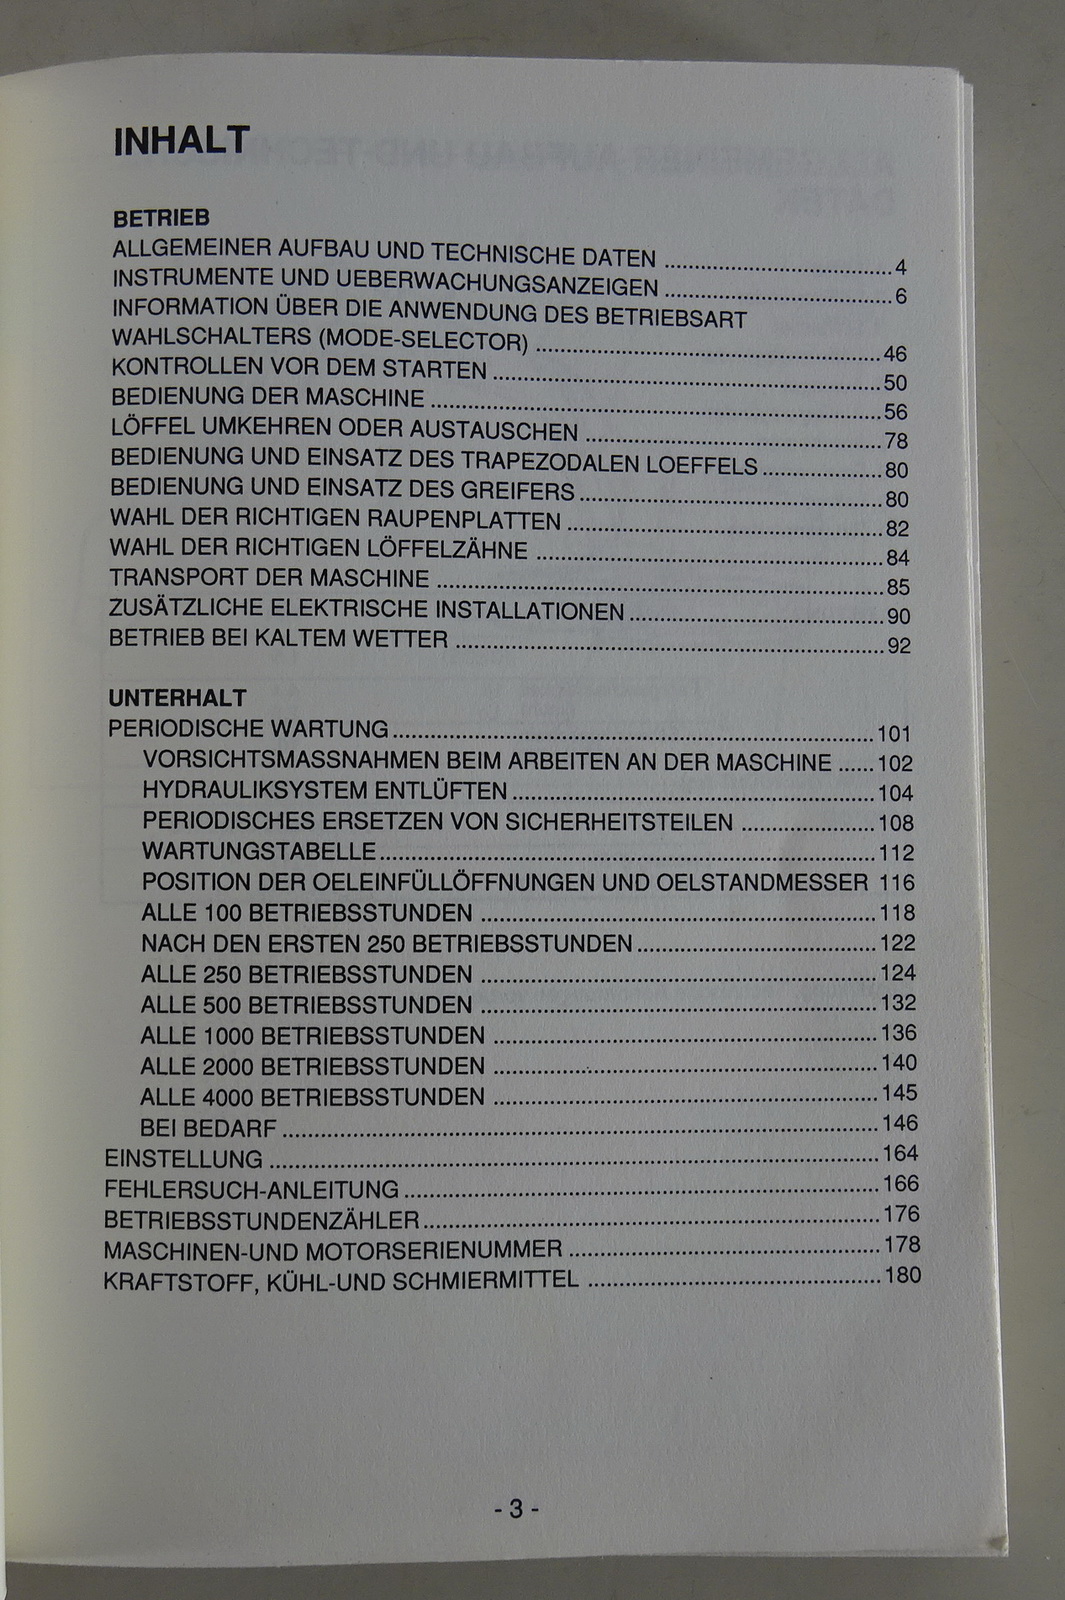 INHALT
BETRIEB
ALLGEMEINER AUFBAU UND TECHNISCHE DATEN ........ 4
INSTRUMENTE UND UEBERWACHUNGSANZEIGEN ........ 6
INFORMATION ÜBER DIE ANWENDUNG DES BETRIEBSART
WAHLSCHALTERS (MODE-SELECTOR) ........ 46
KONTROLLEN VOR DEM STARTEN ........ 50
BEDIENUNG DER MASCHINE ........ 56
LÖFFEL UMKEHREN ODER AUSTAUSCHEN ........ 78
BEDIENUNG UND EINSATZ DES TRAPEZODALEN LOEFFELS ........ 80
BEDIENUNG UND EINSATZ DES GREIFERS ........ 80
WAHL DER RICHTIGEN RAUPENPLATTEN ........ 82
WAHL DER RICHTIGEN LÖFFELZÄHNE ........ 84
TRANSPORT DER MASCHINE ........ 85
ZUSÄTZLICHE ELEKTRISCHE INSTALLATIONEN ........ 90
BETRIEB BEI KALTEM WETTER ........ 92
UNTERHALT
PERIODISCHE WARTUNG ........ 101
VORSICHTSMASSNAHMEN BEIM ARBEITEN AN DER MASCHINE ...... 102
HYDRAULIKSYSTEM ENTLÜFTEN ........ 104
PERIODISCHES ERSETZEN VON SICHERHEITSTEILEN ........ 108
WARTUNGSTABELLE ........ 112
POSITION DER OELEINFÜLLÖFFNUNGEN UND OELSTANDMESSER 116
ALLE 100 BETRIEBSSTUNDEN ........ 118
NACH DEN ERSTEN 250 BETRIEBSSTUNDEN ........ 122
ALLE 250 BETRIEBSSTUNDEN ........ 124
ALLE 500 BETRIEBSSTUNDEN ........ 132
ALLE 1000 BETRIEBSSTUNDEN ........ 136
ALLE 2000 BETRIEBSSTUNDEN ........ 140
ALLE 4000 BETRIEBSSTUNDEN ........ 145
BEI BEDARF ........ 146
EINSTELLUNG ........ 164
FEHLERSUCH-ANLEITUNG ........ 166
BETRIEBSSTUNDENZÄHLER ........ 176
MASCHINEN-UND MOTORSERIENUMMER ........ 178
KRAFTSTOFF, KÜHL-UND SCHMIERMITTEL ........ 180
- 3 -